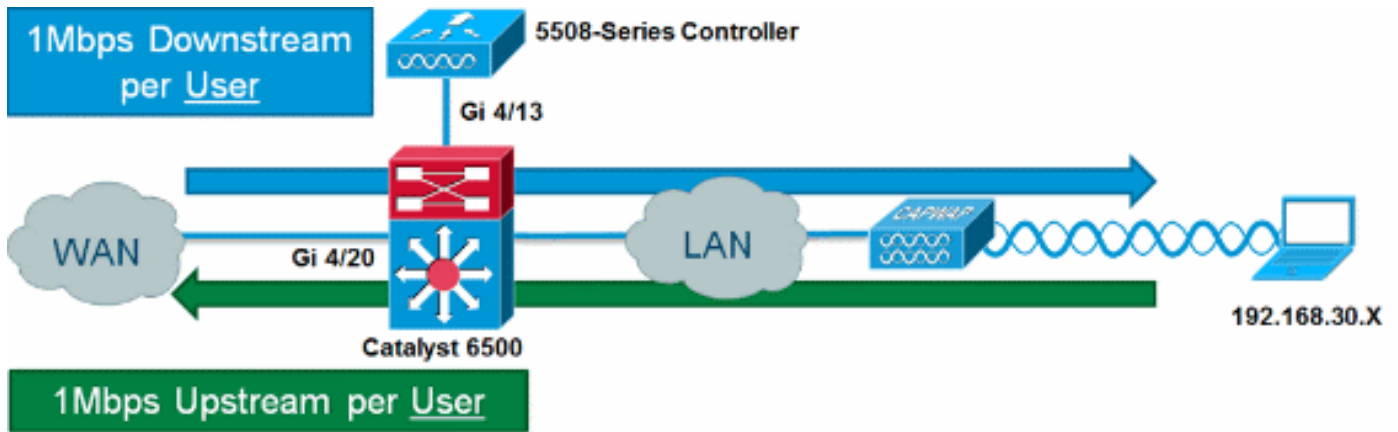 1Mbps Downstream
per User
5508-Series Controller
Gi 4/13
WAN
Gi 4/20
LAN
CAPWAP
192.168.30.X
Catalyst 6500
1Mbps Upstream per User